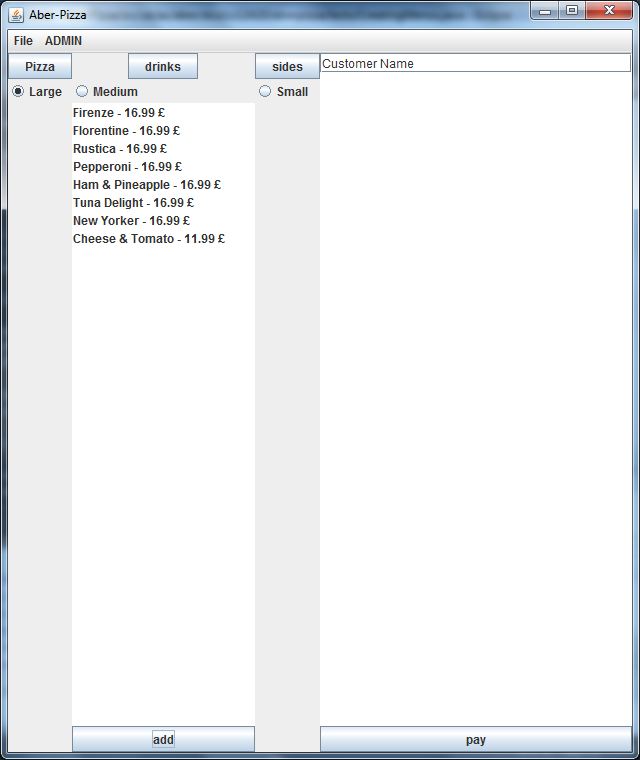 Aber-Pizza
File ADMIN
Pizza drinks sides Customer Name
Large Medium Small
Firenze - 16.99 £
Florentine - 16.99 £
Rustica - 16.99 £
Pepperoni - 16.99 £
Ham & Pineapple - 16.99 £
Tuna Delight - 16.99 £
New Yorker - 16.99 £
Cheese & Tomato - 11.99 £
add pay